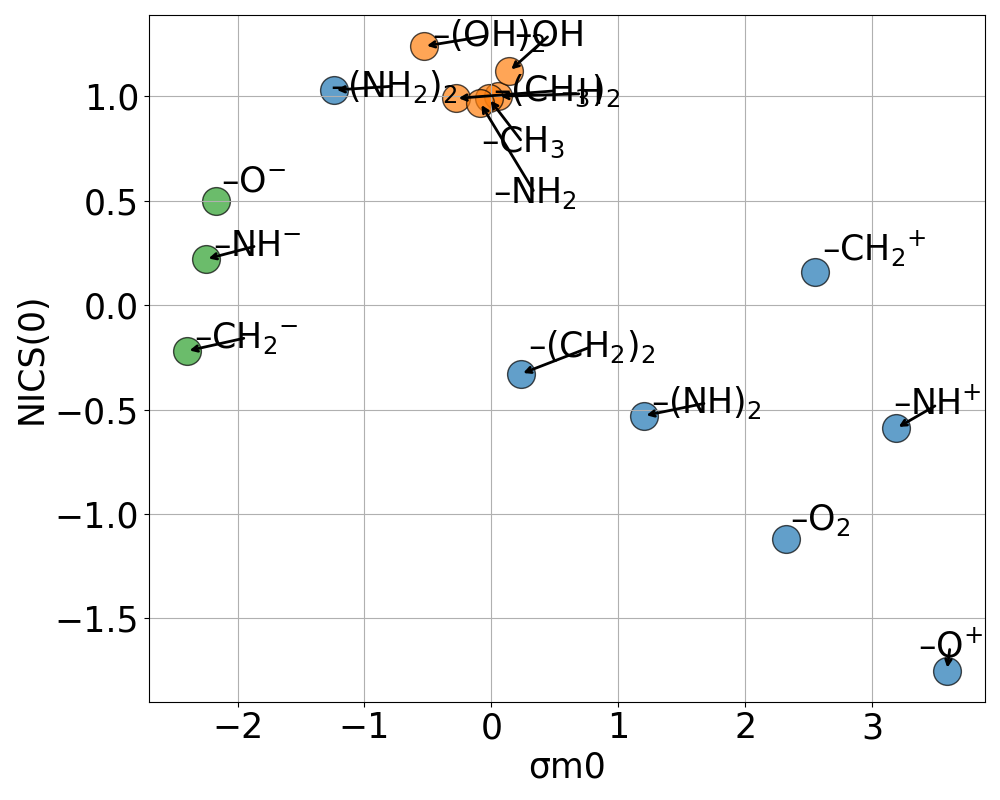 –(OH)₂
–OH
–(NH₂)₂
–(CH₃)₂
–CH₃
–NH₂
–O⁻
–NH⁻
–CH₂⁻
–CH₂⁺
–(CH₂)₂
–(NH)₂
–NH⁺
–O₂
–O⁺
1.0
0.5
0.0
−0.5
−1.0
−1.5
NICS(0)
−2
−1
0
1
2
3
σm0